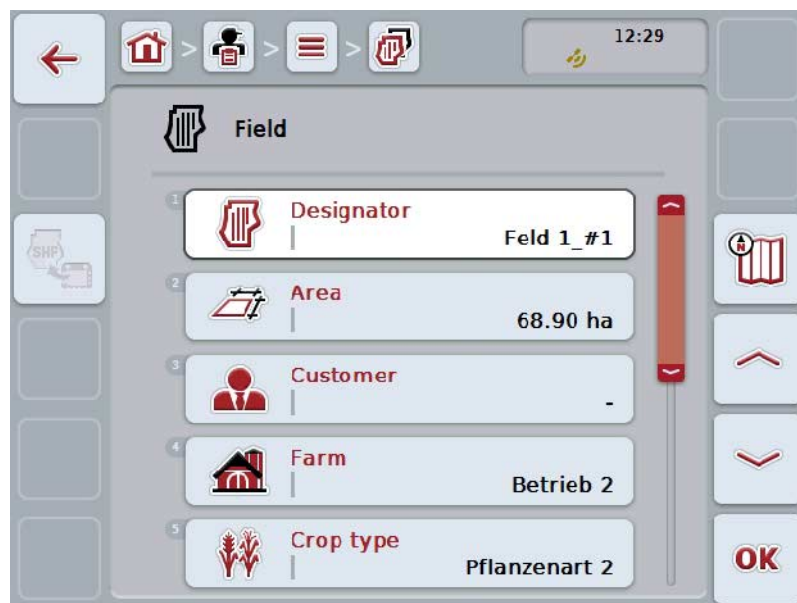 > > >
12:29
Field
1
Designator
Feld 1_#1
SHP
N
2
Area
68.90 ha
3
Customer
-
4
Farm
Betrieb 2
5
Crop type
Pflanzenart 2
OK